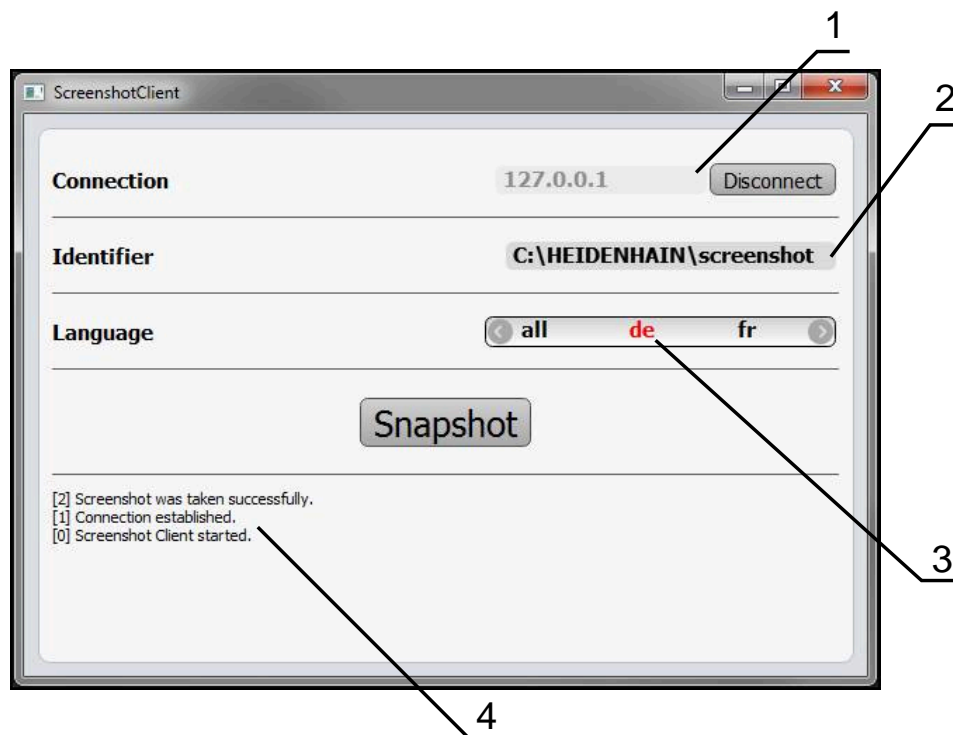 1
ScreenshotClient
2
Connection 127.0.0.1 Disconnect
Identifier C:\HEIDENHAIN\screenshot
Language all de fr
Snapshot
[2] Screenshot was taken successfully.
[1] Connection established.
[0] Screenshot Client started.
3
4